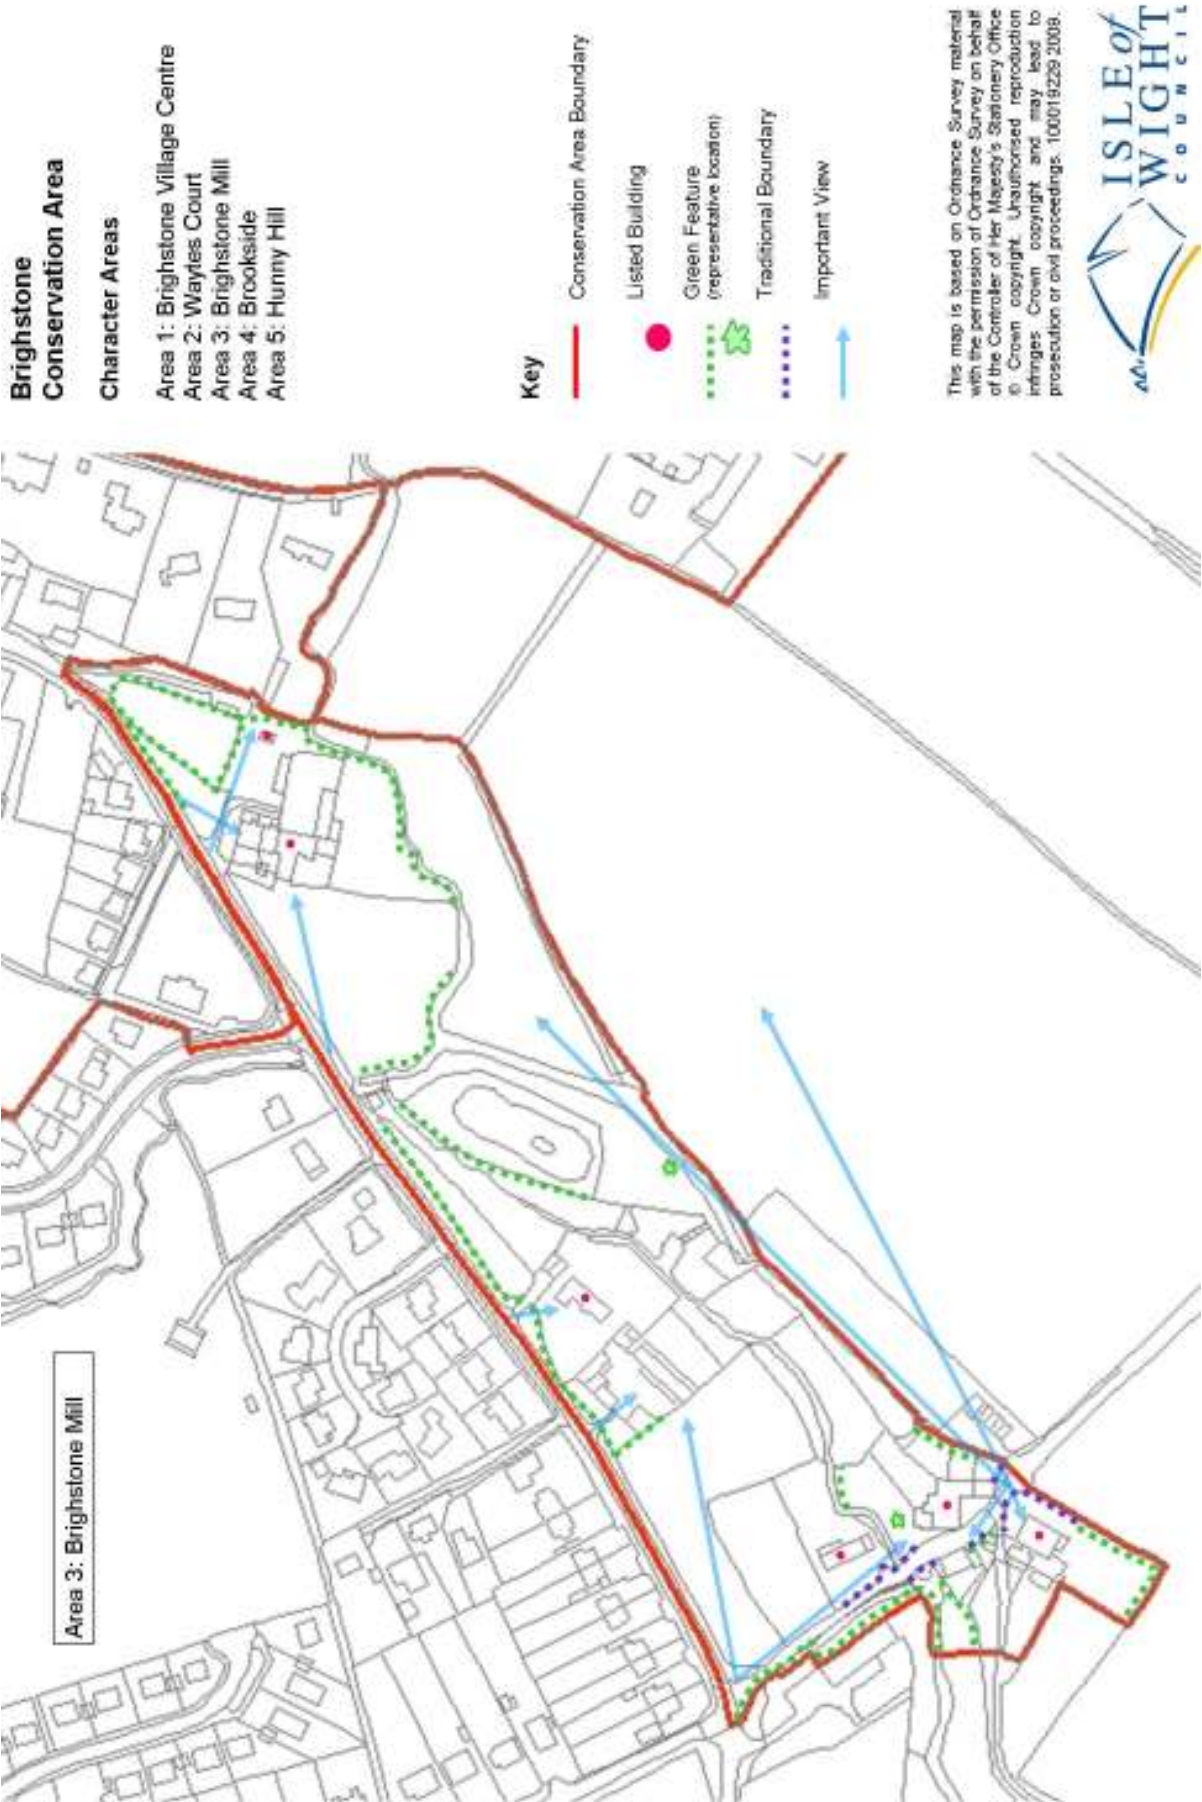 Brighstone
Conservation Area
Character Areas
Area 1: Brighstone Village Centre
Area 2: Waytes Court
Area 3: Brighstone Mill
Area 4: Brookside
Area 5: Hunny Hill
Key
Conservation Area Boundary
Listed Building
Green Feature
(representative location)
Traditional Boundary
Important View
This map is based on Ordnance Survey material
with the permission of Ordnance Survey on behalf
of the Controller of Her Majesty's Stationery Office
© Crown copyright. Unauthorised reproduction
infringes Crown copyright and may lead to
prosecution or civil proceedings. 100019229 2009.
ISLE of
WIGHT
COUNCIL
Area 3: Brighstone Mill